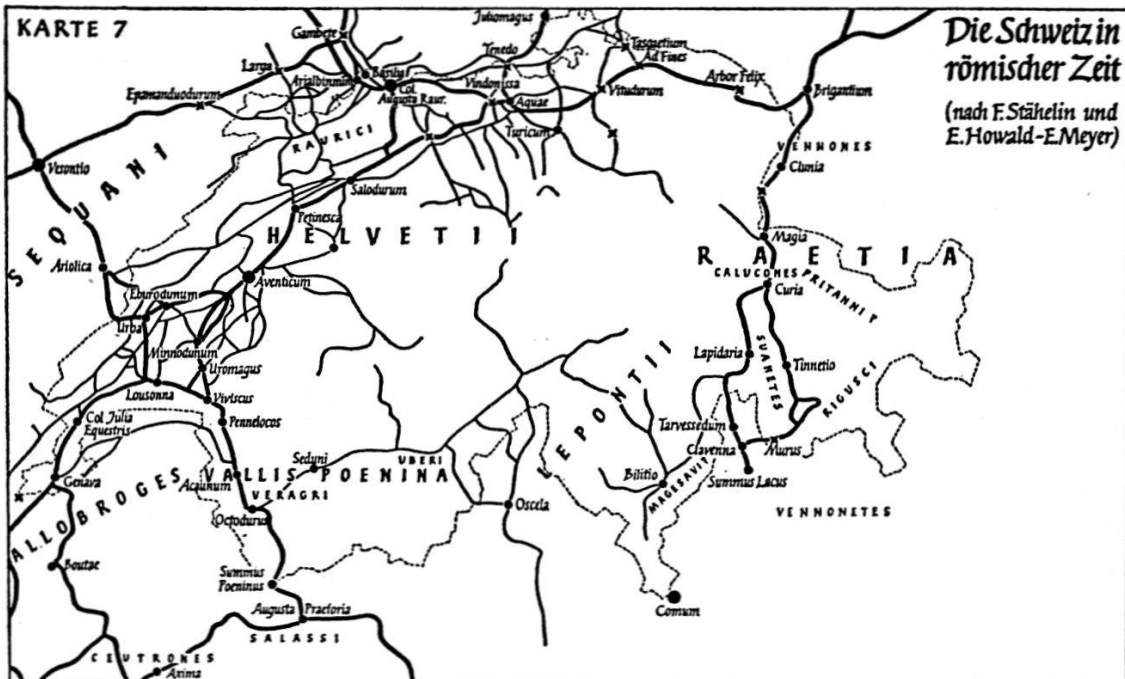 KARTE 7
Die Schweiz in
römischer Zeit
(nach F. Stähelin und
E. Howald-E. Meyer)
Juliomagus
Gambete
Tasgaetium
Ad Fines
Larga
Tenedo
Basilia
Arialbinnum
Col.
Augusta Raur.
Vindonissa
Arbor Felix
Brigantium
Epamanduodurum
Aquae
Vitudurum
RAURICI
Turicum
VENNONES
Vesontio
Clunia
Salodurum
SEQUANI
Petinesca
HELVETII
Magia
RAETIA
Ariolica
CALUCONES
PRITANNI ?
Aventicum
Curia
Eburodunum
Urba
Minnodunum
Lapidaria
SUANETES
Tinnetio
Uromagus
LEPONTII
RIGUSCI
Lousonna
Viviscus
Col. Julia
Equestris
Pennelocos
Tarvessedum
Clavenna
Murus
Seduni
UBERI
Bilitio
MAGESAVI ?
Summus Lacus
Genava
ALLOBROGES
VALLIS POENINA
Acaunum
VERAGRI
Octodurus
Oscela
VENNONETES
Boutae
Summus
Poeninus
Comum
Augusta Praetoria
SALASSI
CEUTRONES
Axima